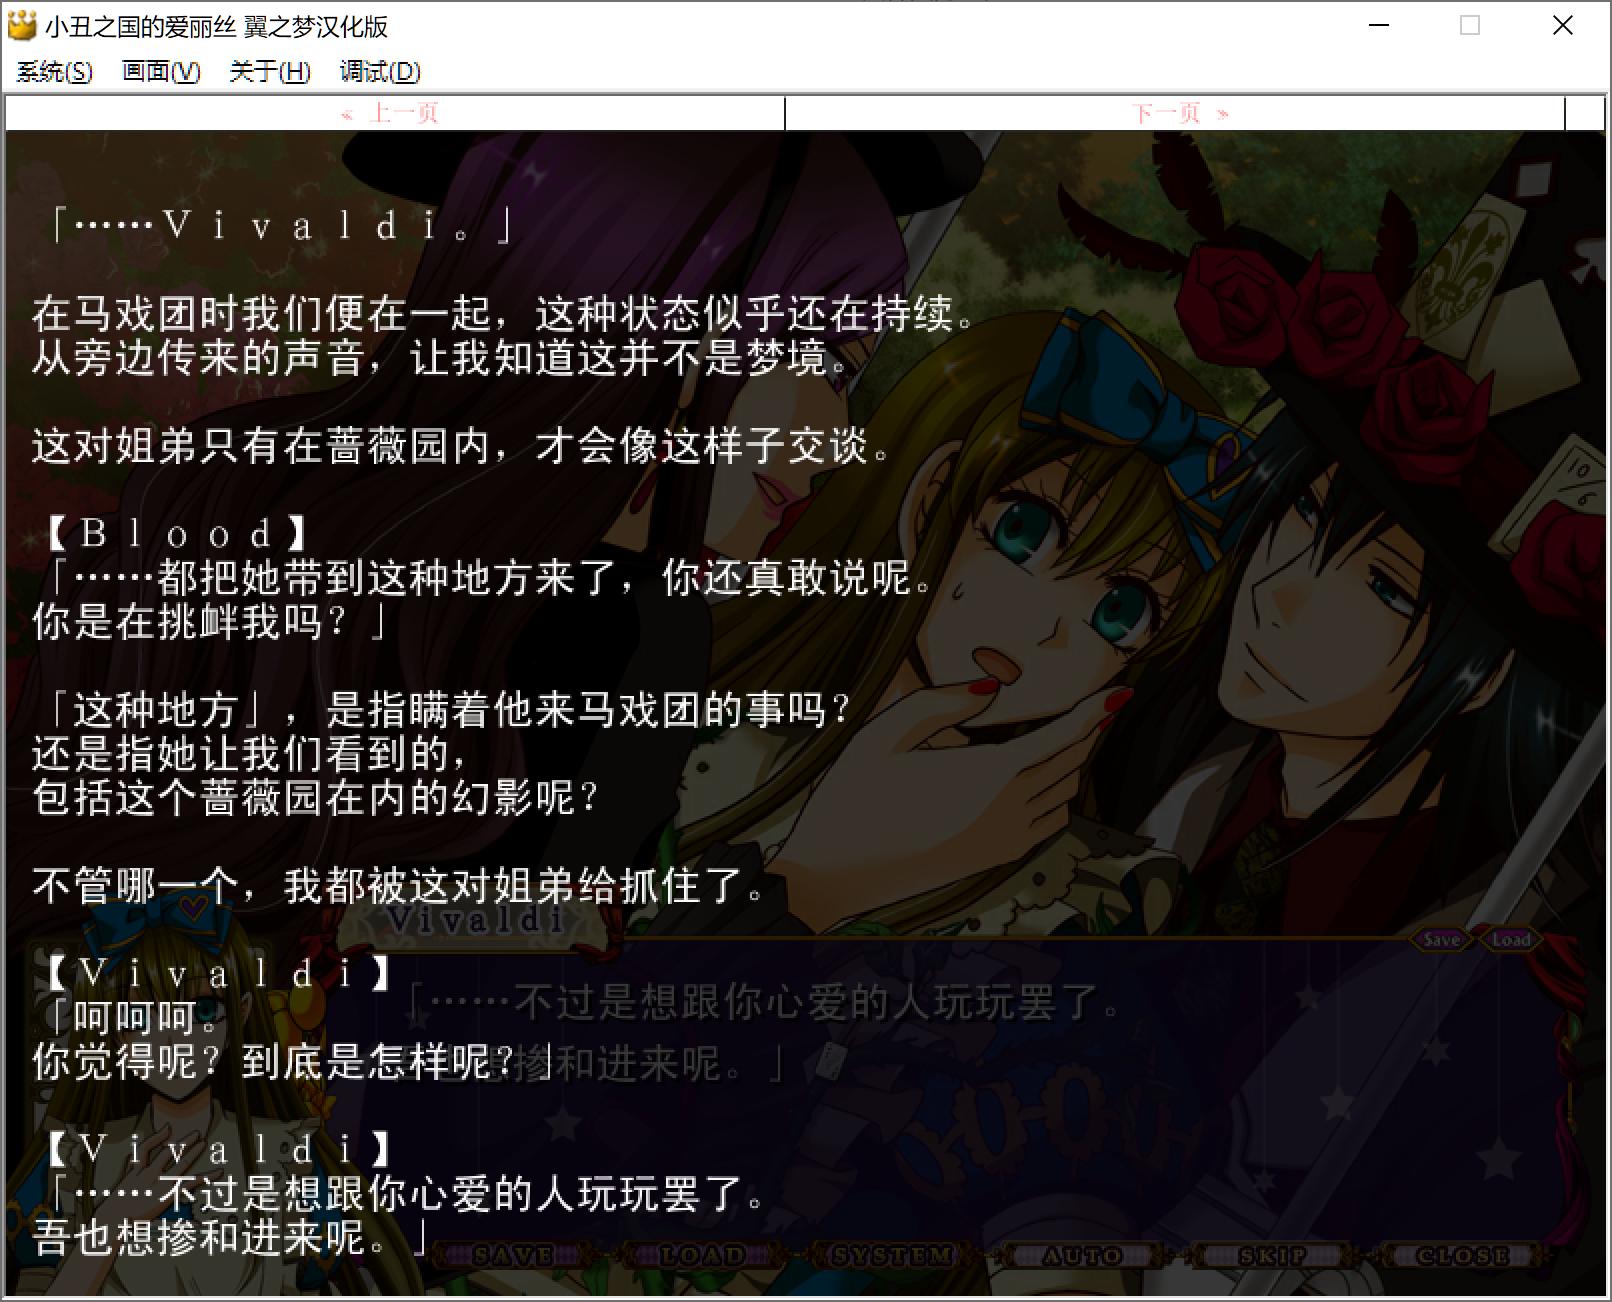 小丑之国的爱丽丝 翼之梦汉化版
系统(S) 画面(V) 关于(H) 调试(D)
« 上一页 下一页 »
「……Ｖｉｖａｌｄｉ。」
在马戏团时我们便在一起，这种状态似乎还在持续。
从旁边传来的声音，让我知道这并不是梦境。
这对姐弟只有在蔷薇园内，才会像这样子交谈。
【Ｂｌｏｏｄ】
「……都把她带到这种地方来了，你还真敢说呢。
你是在挑衅我吗？」
「这种地方」，是指瞒着他来马戏团的事吗？
还是指她让我们看到的，
包括这个蔷薇园在内的幻影呢？
不管哪一个，我都被这对姐弟给抓住了。
【Ｖｉｖａｌｄｉ】
「呵呵呵。
你觉得呢？到底是怎样呢？」
【Ｖｉｖａｌｄｉ】
「……不过是想跟你心爱的人玩玩罢了。
吾也想掺和进来呢。」
Vivaldi
Save Load
「……不过是想跟你心爱的人玩玩罢了。
想掺和进来呢。」
SAVE LOAD SYSTEM AUTO SKIP CLOSE
10